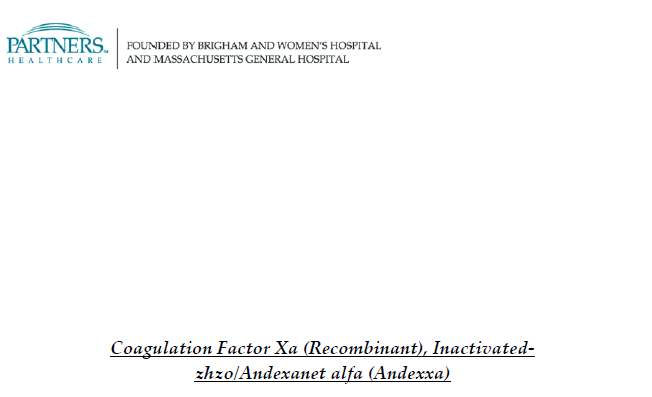 PARTNERS™
HEALTHCARE
FOUNDED BY BRIGHAM AND WOMEN'S HOSPITAL
AND MASSACHUSETTS GENERAL HOSPITAL
Coagulation Factor Xa (Recombinant), Inactivated-
zhzo/Andexanet alfa (Andexxa)